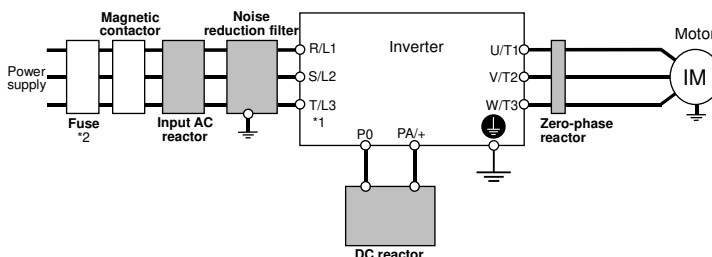 Magnetic
contactor
Noise
reduction filter
Power
supply
Fuse
*2
Input AC
reactor
R/L1
S/L2
T/L3
*1
Inverter
U/T1
V/T2
W/T3
P0
PA/+
Zero-phase
reactor
Motor
IM
DC reactor